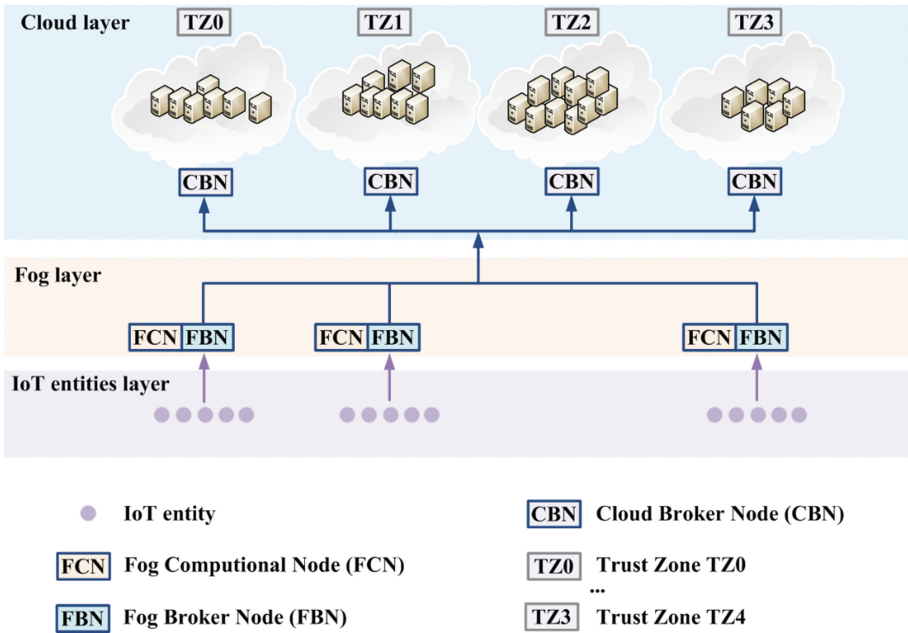 Cloud layer
TZ0
TZ1
TZ2
TZ3
CBN
CBN
CBN
CBN
Fog layer
FCN FBN
FCN FBN
FCN FBN
IoT entities layer
IoT entity
CBN Cloud Broker Node (CBN)
FCN Fog Computional Node (FCN)
TZ0 Trust Zone TZ0
...
FBN Fog Broker Node (FBN)
TZ3 Trust Zone TZ4